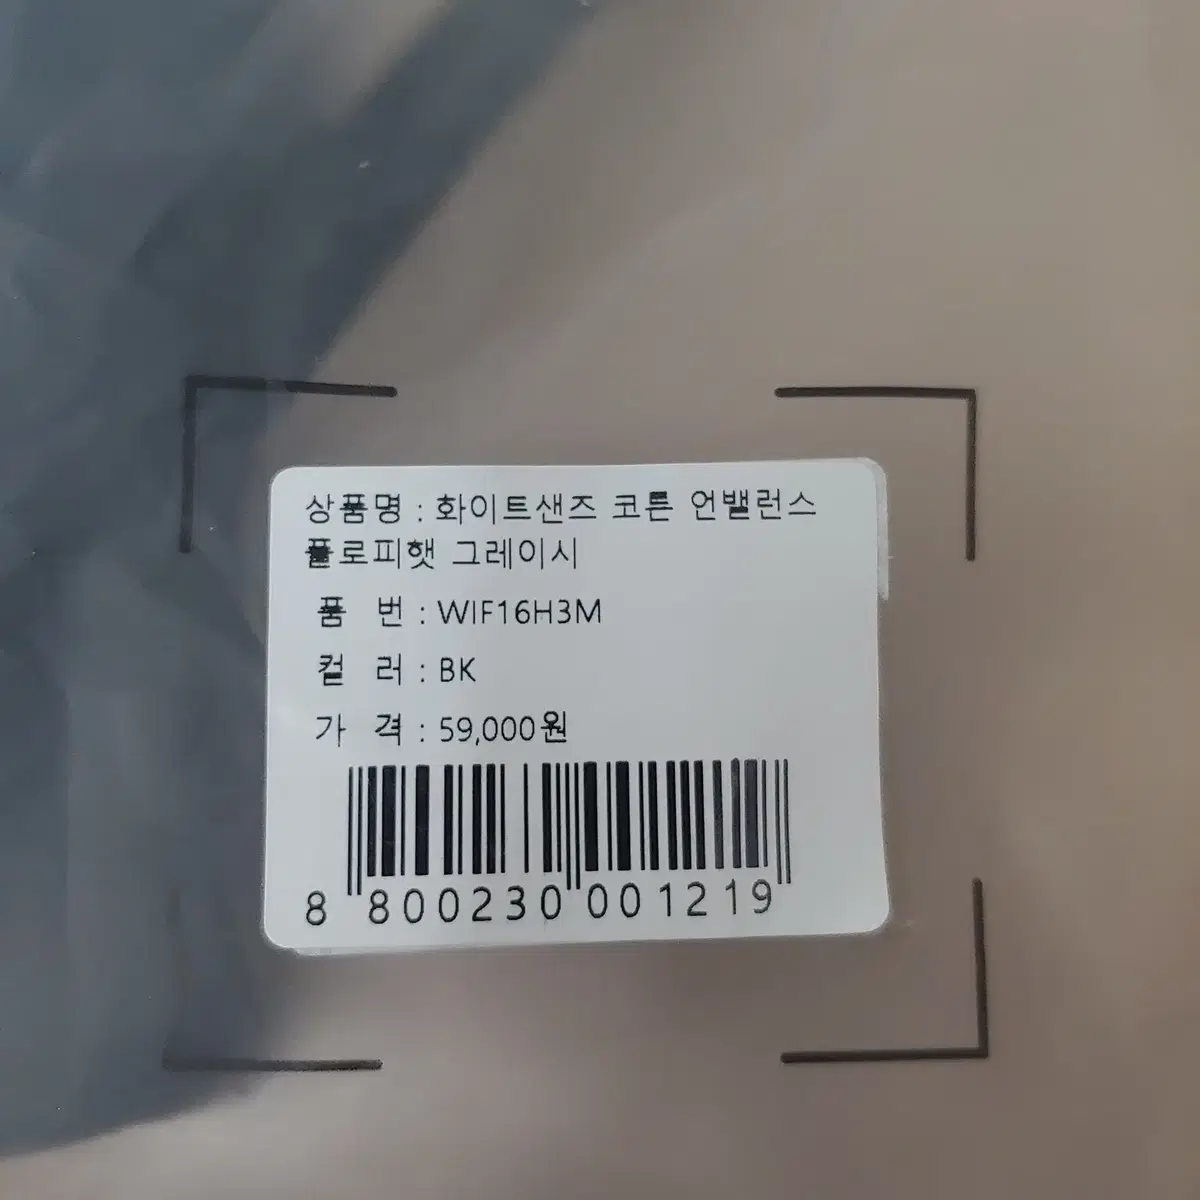 상품명 : 화이트샌즈 코튼 언밸런스
플로피햇 그레이시
품 번 : WIF16H3M
컬 러 : BK
가 격 : 59,000원
8 800230 001219